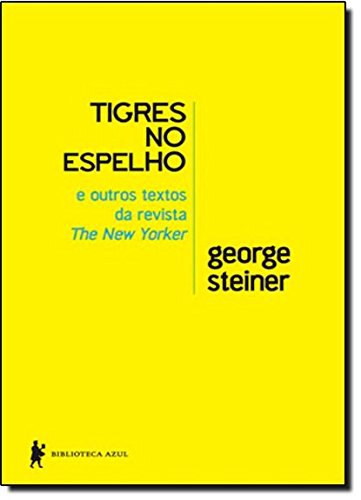 TIGRES
NO
ESPELHO
e outros textos
da revista
The New Yorker
george
steiner
BIBLIOTECA AZUL